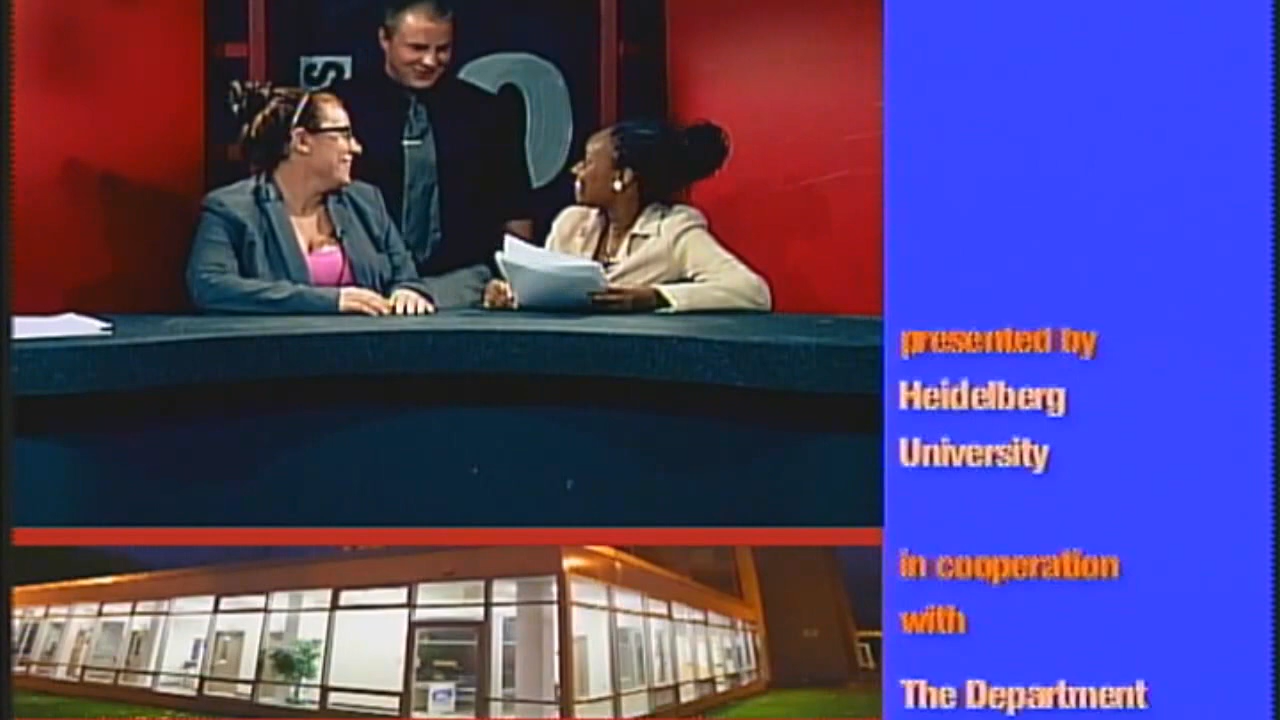 presented by
Heidelberg
University
in cooperation
with
The Department